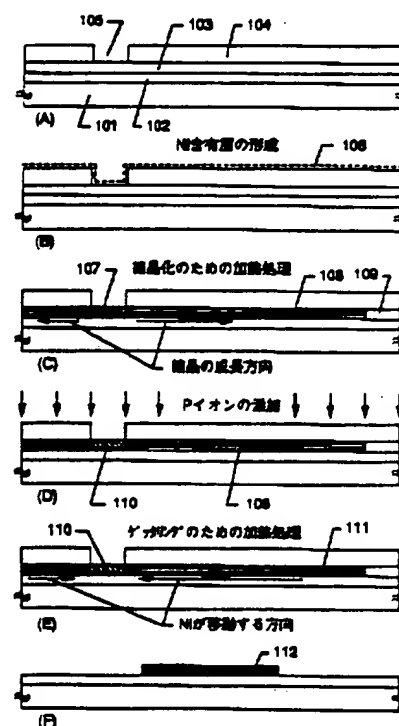 105
103
104
(A)
101
102
Ni含有層の形成
106
(B)
結晶化のための加熱処理
107
108
109
(C)
結晶の成長方向
Pイオンの添加
(D)
110
108
ゲッタリングのための加熱処理
110
111
(E)
Niが移動する方向
112
(F)